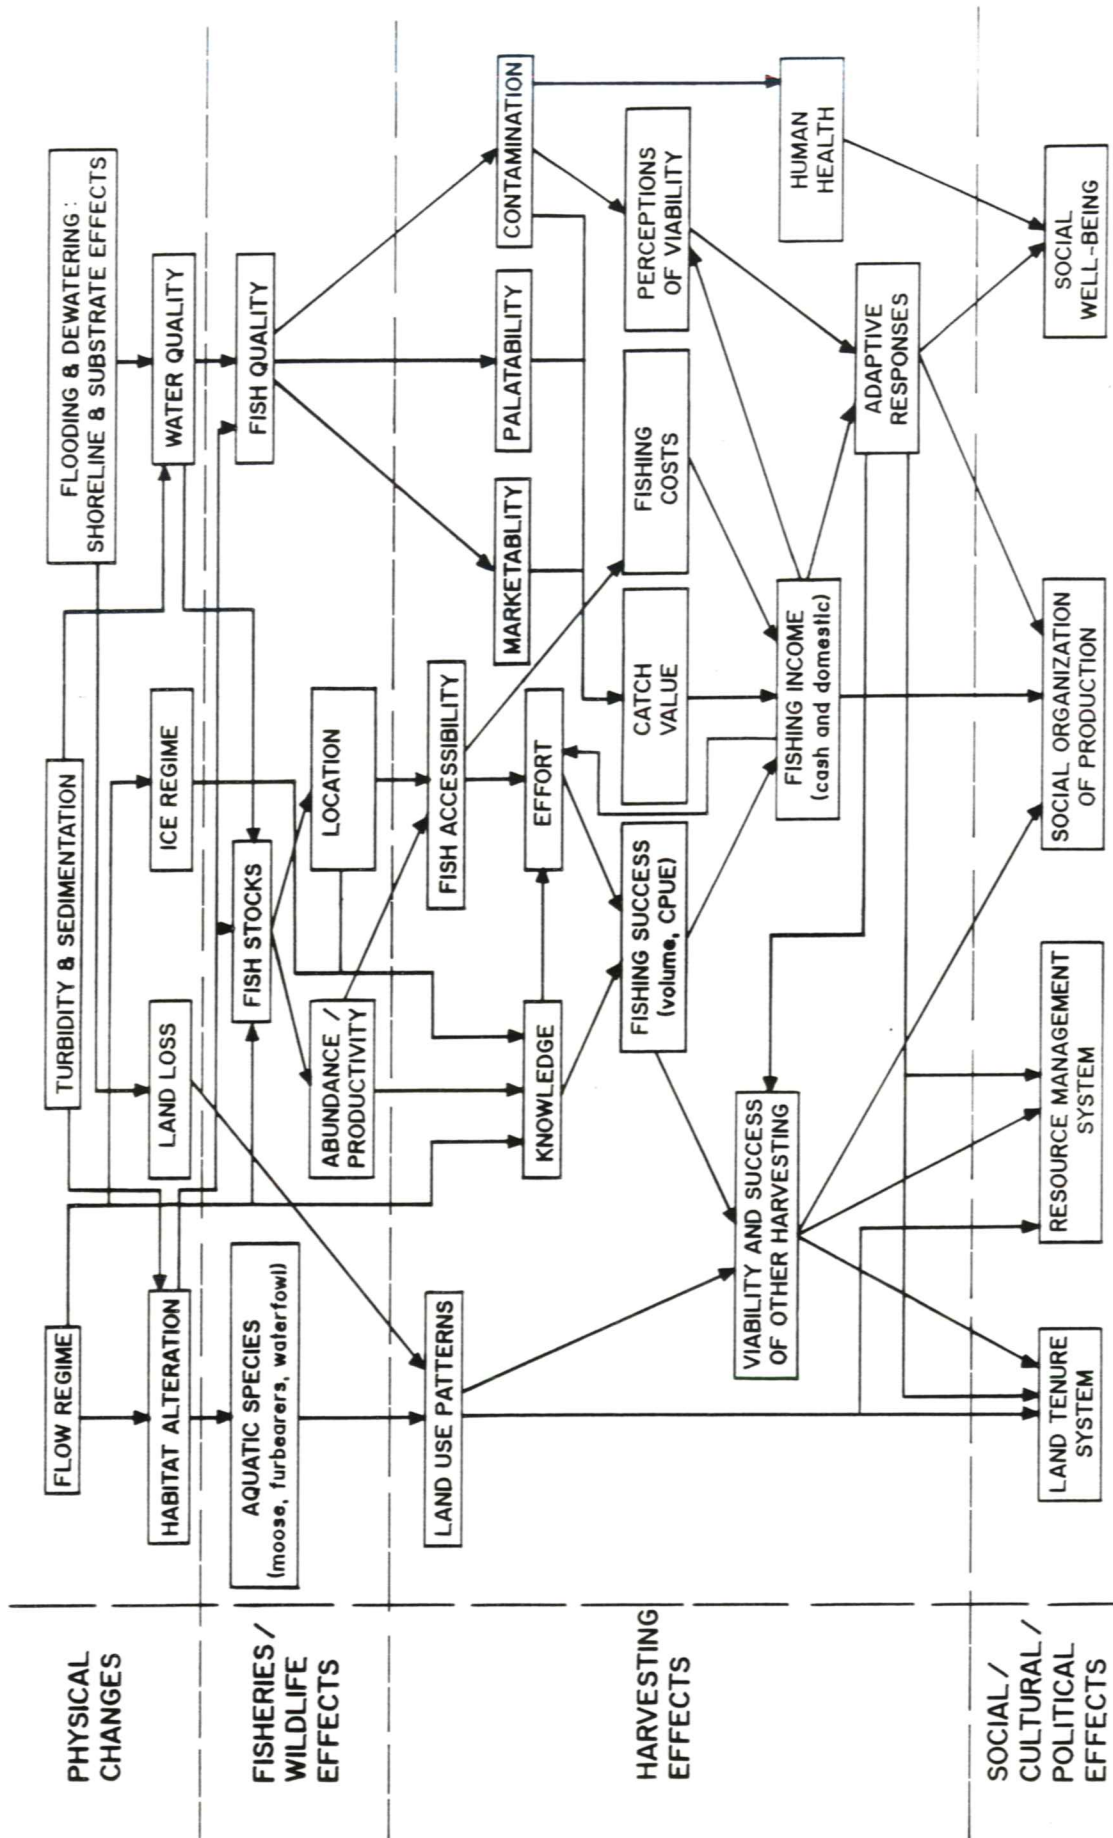 PHYSICAL
CHANGES
FLOW REGIME
TURBIDITY & SEDIMENTATION
FLOODING & DEWATERING:
SHORELINE & SUBSTRATE EFFECTS
HABITAT ALTERATION
LAND LOSS
ICE REGIME
WATER QUALITY
FISHERIES/
WILDLIFE
EFFECTS
AQUATIC SPECIES
(moose, furbearers, waterfowl)
FISH STOCKS
FISH QUALITY
ABUNDANCE /
PRODUCTIVITY
LOCATION
HARVESTING
EFFECTS
LAND USE PATTERNS
FISH ACCESSIBILITY
KNOWLEDGE
EFFORT
MARKETABLITY
PALATABILITY
CONTAMINATION
FISHING SUCCESS
(volume, CPUE)
CATCH
VALUE
FISHING
COSTS
PERCEPTIONS
OF VIABILITY
VIABILITY AND SUCCESS
OF OTHER HARVESTING
FISHING INCOME
(cash and domestic)
ADAPTIVE
RESPONSES
HUMAN
HEALTH
SOCIAL/
CULTURAL/
POLITICAL
EFFECTS
LAND TENURE
SYSTEM
RESOURCE MANAGEMENT
SYSTEM
SOCIAL ORGANIZATION
OF PRODUCTION
SOCIAL
WELL-BEING